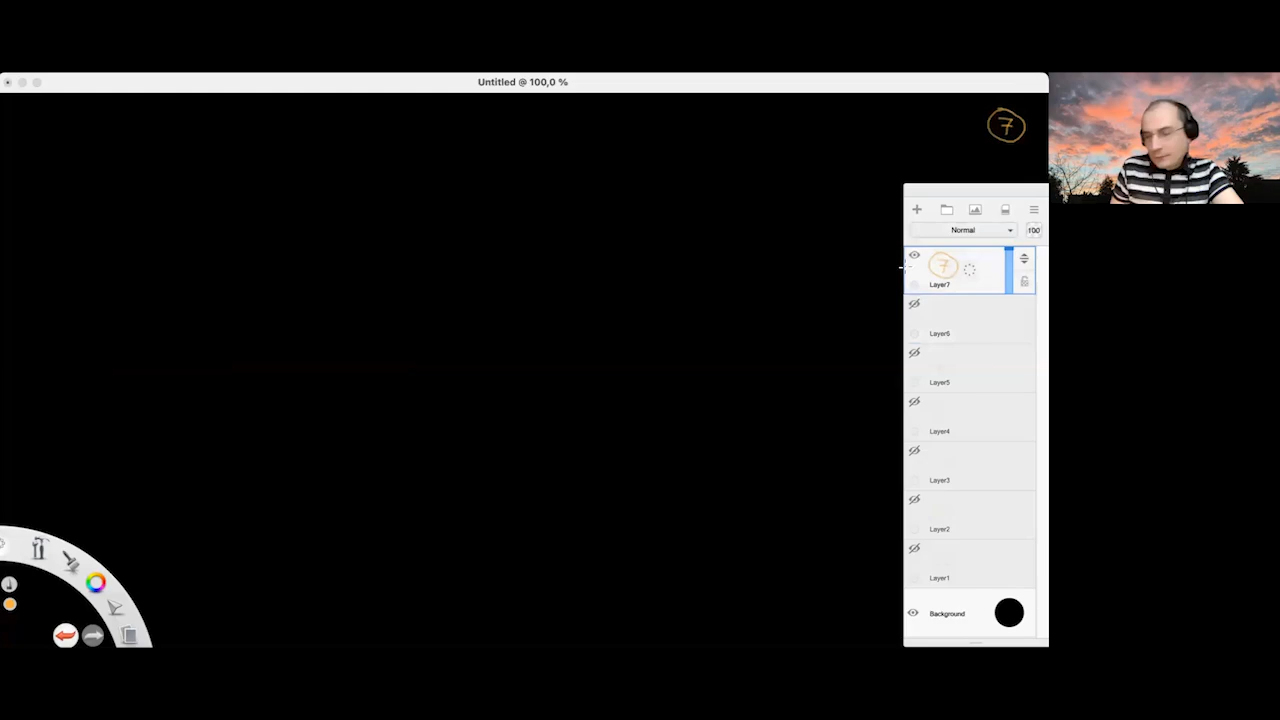 Untitled @ 100,0 %
7
Normal
100
7
Layer7
Layer6
Layer5
Layer4
Layer3
Layer2
Layer1
Background